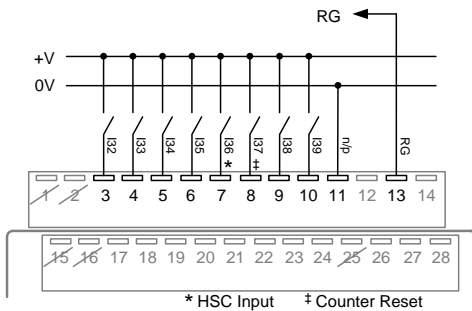 RG
+V
0V
I32 I33 I34 I35 I36 I37 I38 I39 n/p RG
* ‡
1 2 3 4 5 6 7 8 9 10 11 12 13 14
15 16 17 18 19 20 21 22 23 24 25 26 27 28
* HSC Input ‡ Counter Reset